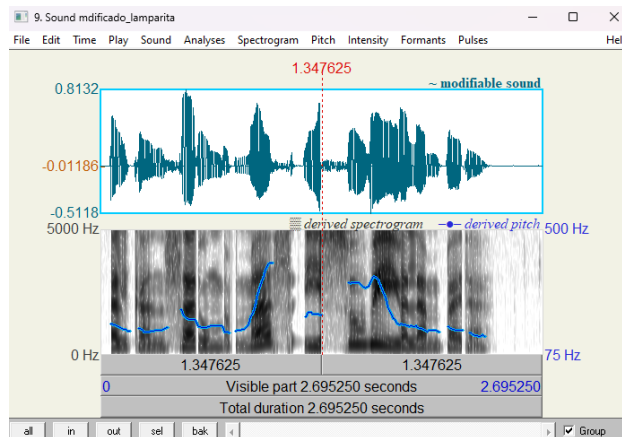 9. Sound mdificado_lamparita
File Edit Time Play Sound Analyses Spectrogram Pitch Intensity Formants Pulses Hel
1.347625
0.8132 ~ modifiable sound
-0.01186
-0.5118 derived spectrogram derived pitch
5000 Hz 500 Hz
0 Hz 75 Hz
1.347625 1.347625
0 Visible part 2.695250 seconds 2.695250
Total duration 2.695250 seconds
all in out sel bak Group